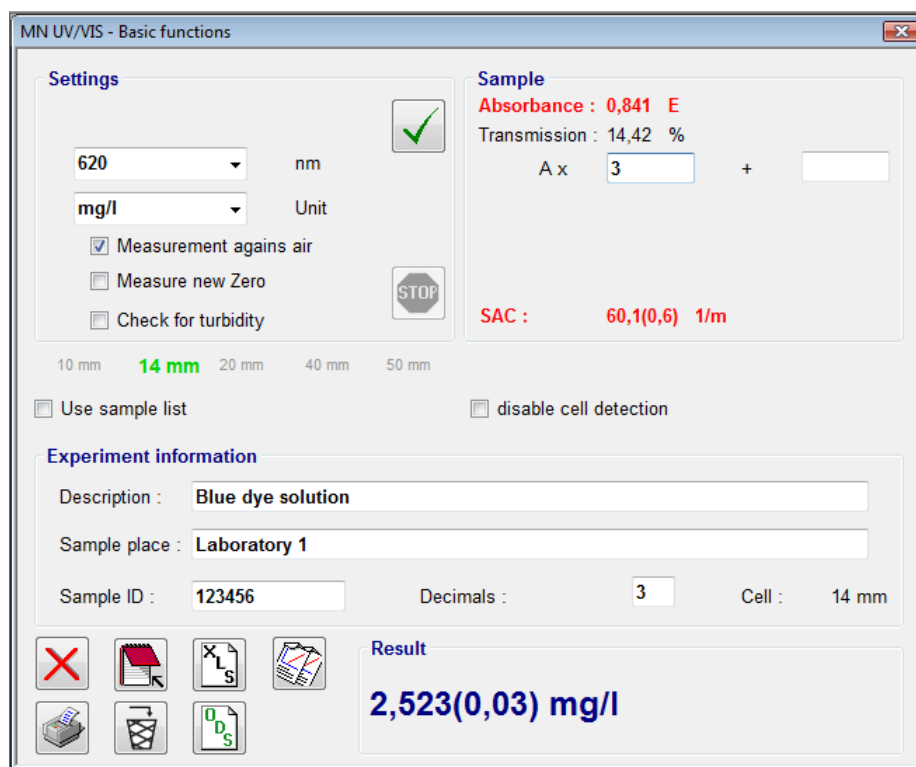 MN UV/VIS - Basic functions
Settings
620 nm
mg/l Unit
Measurement agains air
Measure new Zero
STOP
Check for turbidity
Sample
Absorbance : 0,841 E
Transmission : 14,42 %
A x 3 +
SAC : 60,1(0,6) 1/m
10 mm 14 mm 20 mm 40 mm 50 mm
Use sample list disable cell detection
Experiment information
Description : Blue dye solution
Sample place : Laboratory 1
Sample ID : 123456 Decimals : 3 Cell : 14 mm
XLS
ODS
Result
2,523(0,03) mg/l